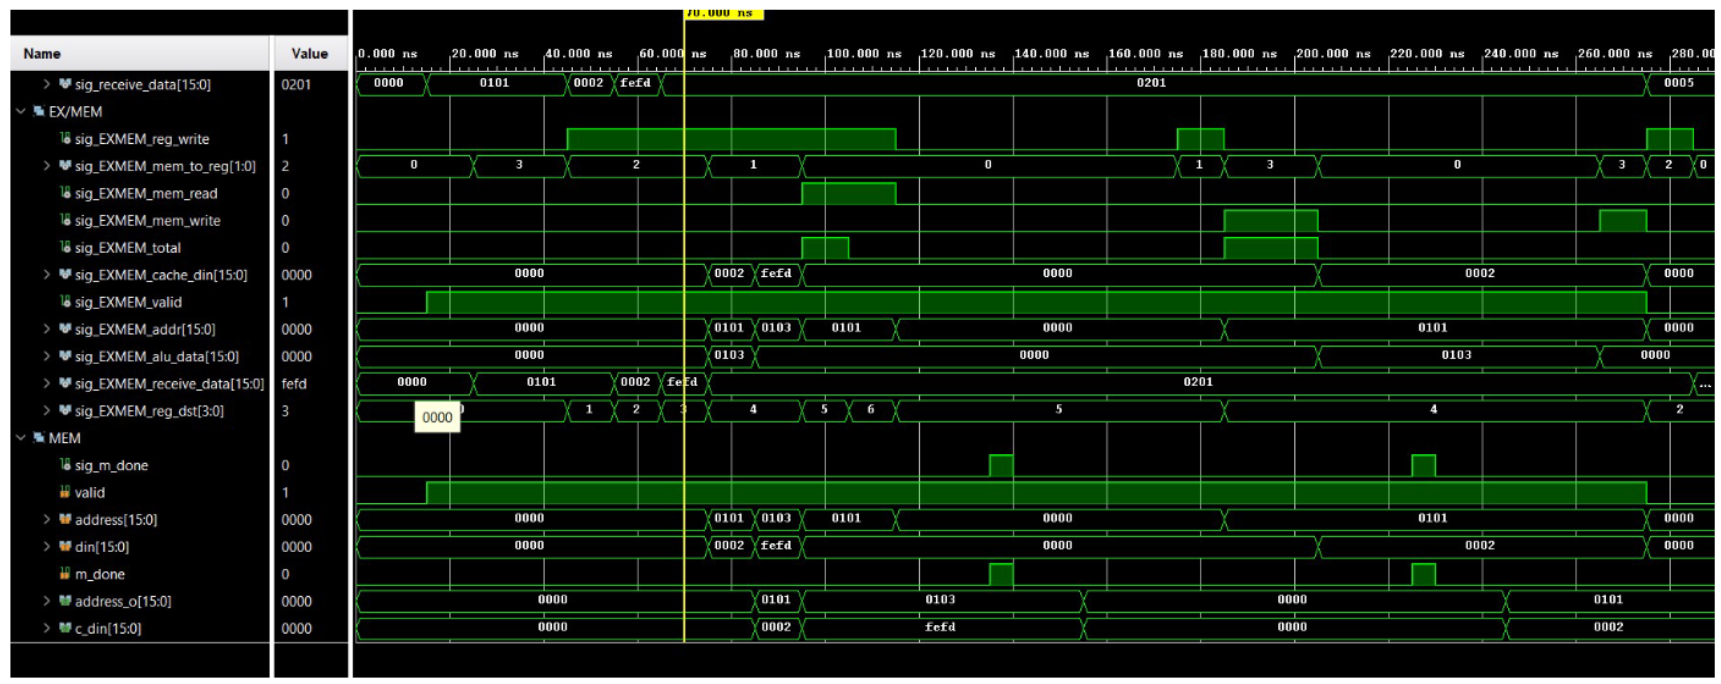 70.000 ns
Name Value 0.000 ns 20.000 ns 40.000 ns 60.000 ns 80.000 ns 100.000 ns 120.000 ns 140.000 ns 160.000 ns 180.000 ns 200.000 ns 220.000 ns 240.000 ns 260.000 ns 280.00
sig_receive_data[15:0] 0201 0000 0101 0002 fefd 0201 0005
EX/MEM
sig_EXMEM_reg_write 1
sig_EXMEM_mem_to_reg[1:0] 2 0 3 2 1 0 1 3 0 3 2 0
sig_EXMEM_mem_read 0
sig_EXMEM_mem_write 0
sig_EXMEM_total 0
sig_EXMEM_cache_din[15:0] 0000 0000 0002 fefd 0000 0002 0000
sig_EXMEM_valid 1
sig_EXMEM_addr[15:0] 0000 0000 0101 0103 0101 0000 0101 0000
sig_EXMEM_alu_data[15:0] 0000 0000 0103 0000 0103 0000
sig_EXMEM_receive_data[15:0] fefd 0000 0101 0002 fefd 0201 ...
sig_EXMEM_reg_dst[3:0] 3 0000 1 2 3 4 5 6 5 4 2
MEM
sig_m_done 0
valid 1
address[15:0] 0000 0000 0101 0103 0101 0000 0101 0000
din[15:0] 0000 0000 0002 fefd 0000 0002 0000
m_done 0
address_o[15:0] 0000 0000 0101 0103 0000 0101
c_din[15:0] 0000 0000 0002 fefd 0000 0002